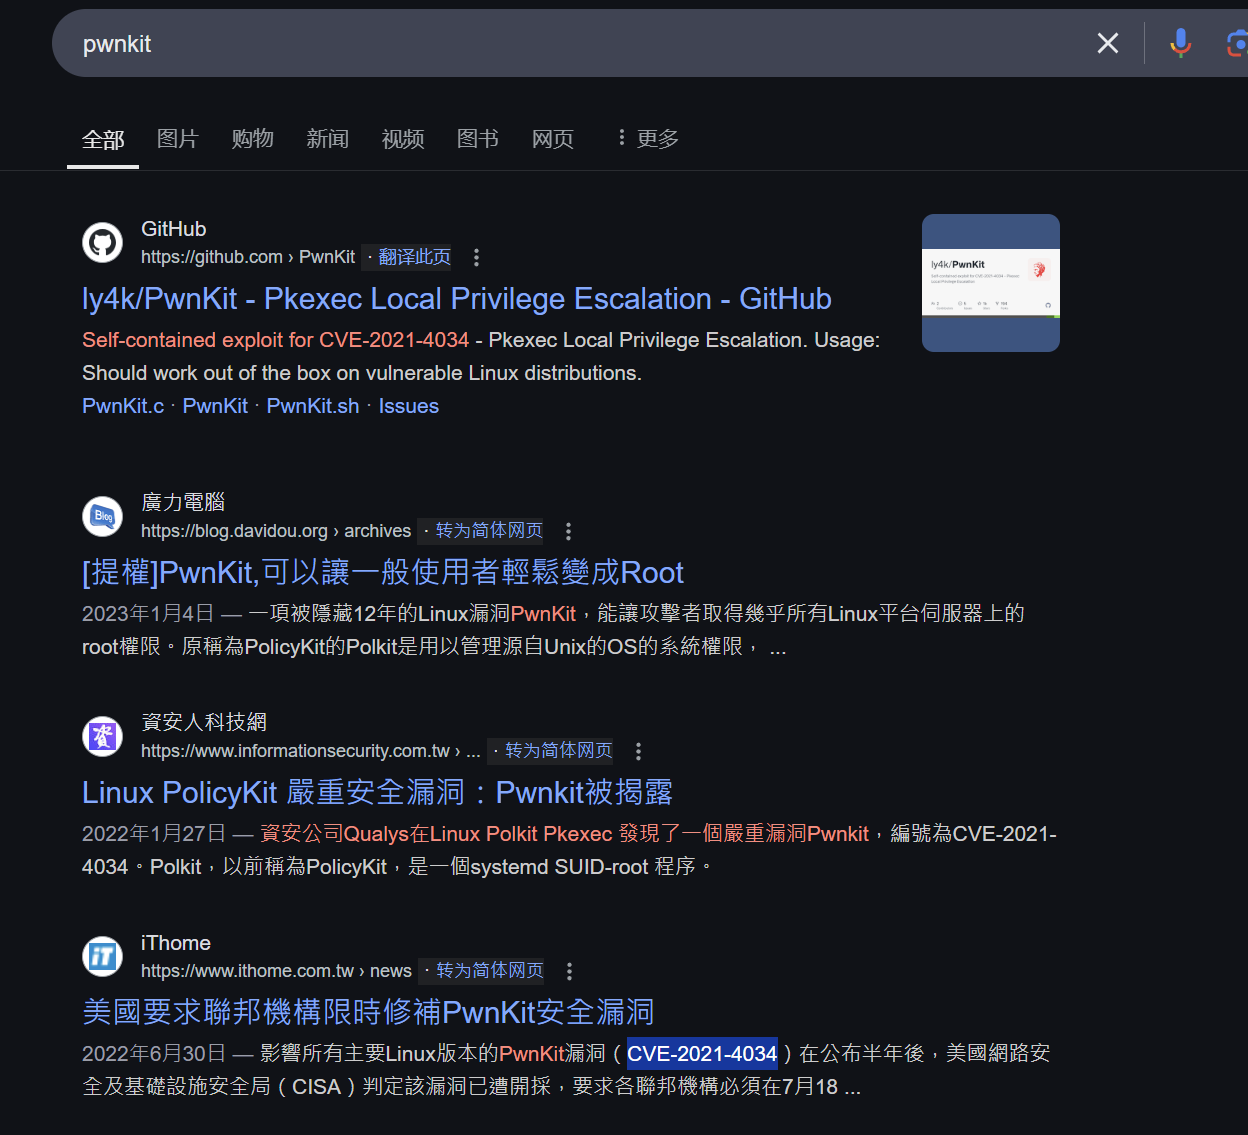 pwnkit
全部 图片 购物 新闻 视频 图书 网页 更多
GitHub
https://github.com › PwnKit · 翻译此页
ly4k/PwnKit - Pkexec Local Privilege Escalation - GitHub
Self-contained exploit for CVE-2021-4034 - Pkexec Local Privilege Escalation. Usage:
Should work out of the box on vulnerable Linux distributions.
PwnKit.c · PwnKit · PwnKit.sh · Issues
ly4k/PwnKit
廣力電腦
Blog
https://blog.davidou.org › archives · 转为简体网页
[提權]PwnKit,可以讓一般使用者輕鬆變成Root
2023年1月4日 — 一項被隱藏12年的Linux漏洞PwnKit，能讓攻擊者取得幾乎所有Linux平台伺服器上的
root權限。原稱為PolicyKit的Polkit是用以管理源自Unix的OS的系統權限， ...
資安人科技網
資
https://www.informationsecurity.com.tw › ... · 转为简体网页
Linux PolicyKit 嚴重安全漏洞：Pwnkit被揭露
2022年1月27日 — 資安公司Qualys在Linux Polkit Pkexec 發現了一個嚴重漏洞Pwnkit，編號為CVE-2021-
4034。Polkit，以前稱為PolicyKit，是一個systemd SUID-root 程序。
iThome
iT
https://www.ithome.com.tw › news · 转为简体网页
美國要求聯邦機構限時修補PwnKit安全漏洞
2022年6月30日 — 影響所有主要Linux版本的PwnKit漏洞（CVE-2021-4034）在公布半年後，美國網路安
全及基礎設施安全局（CISA）判定該漏洞已遭開採，要求各聯邦機構必須在7月18 ...